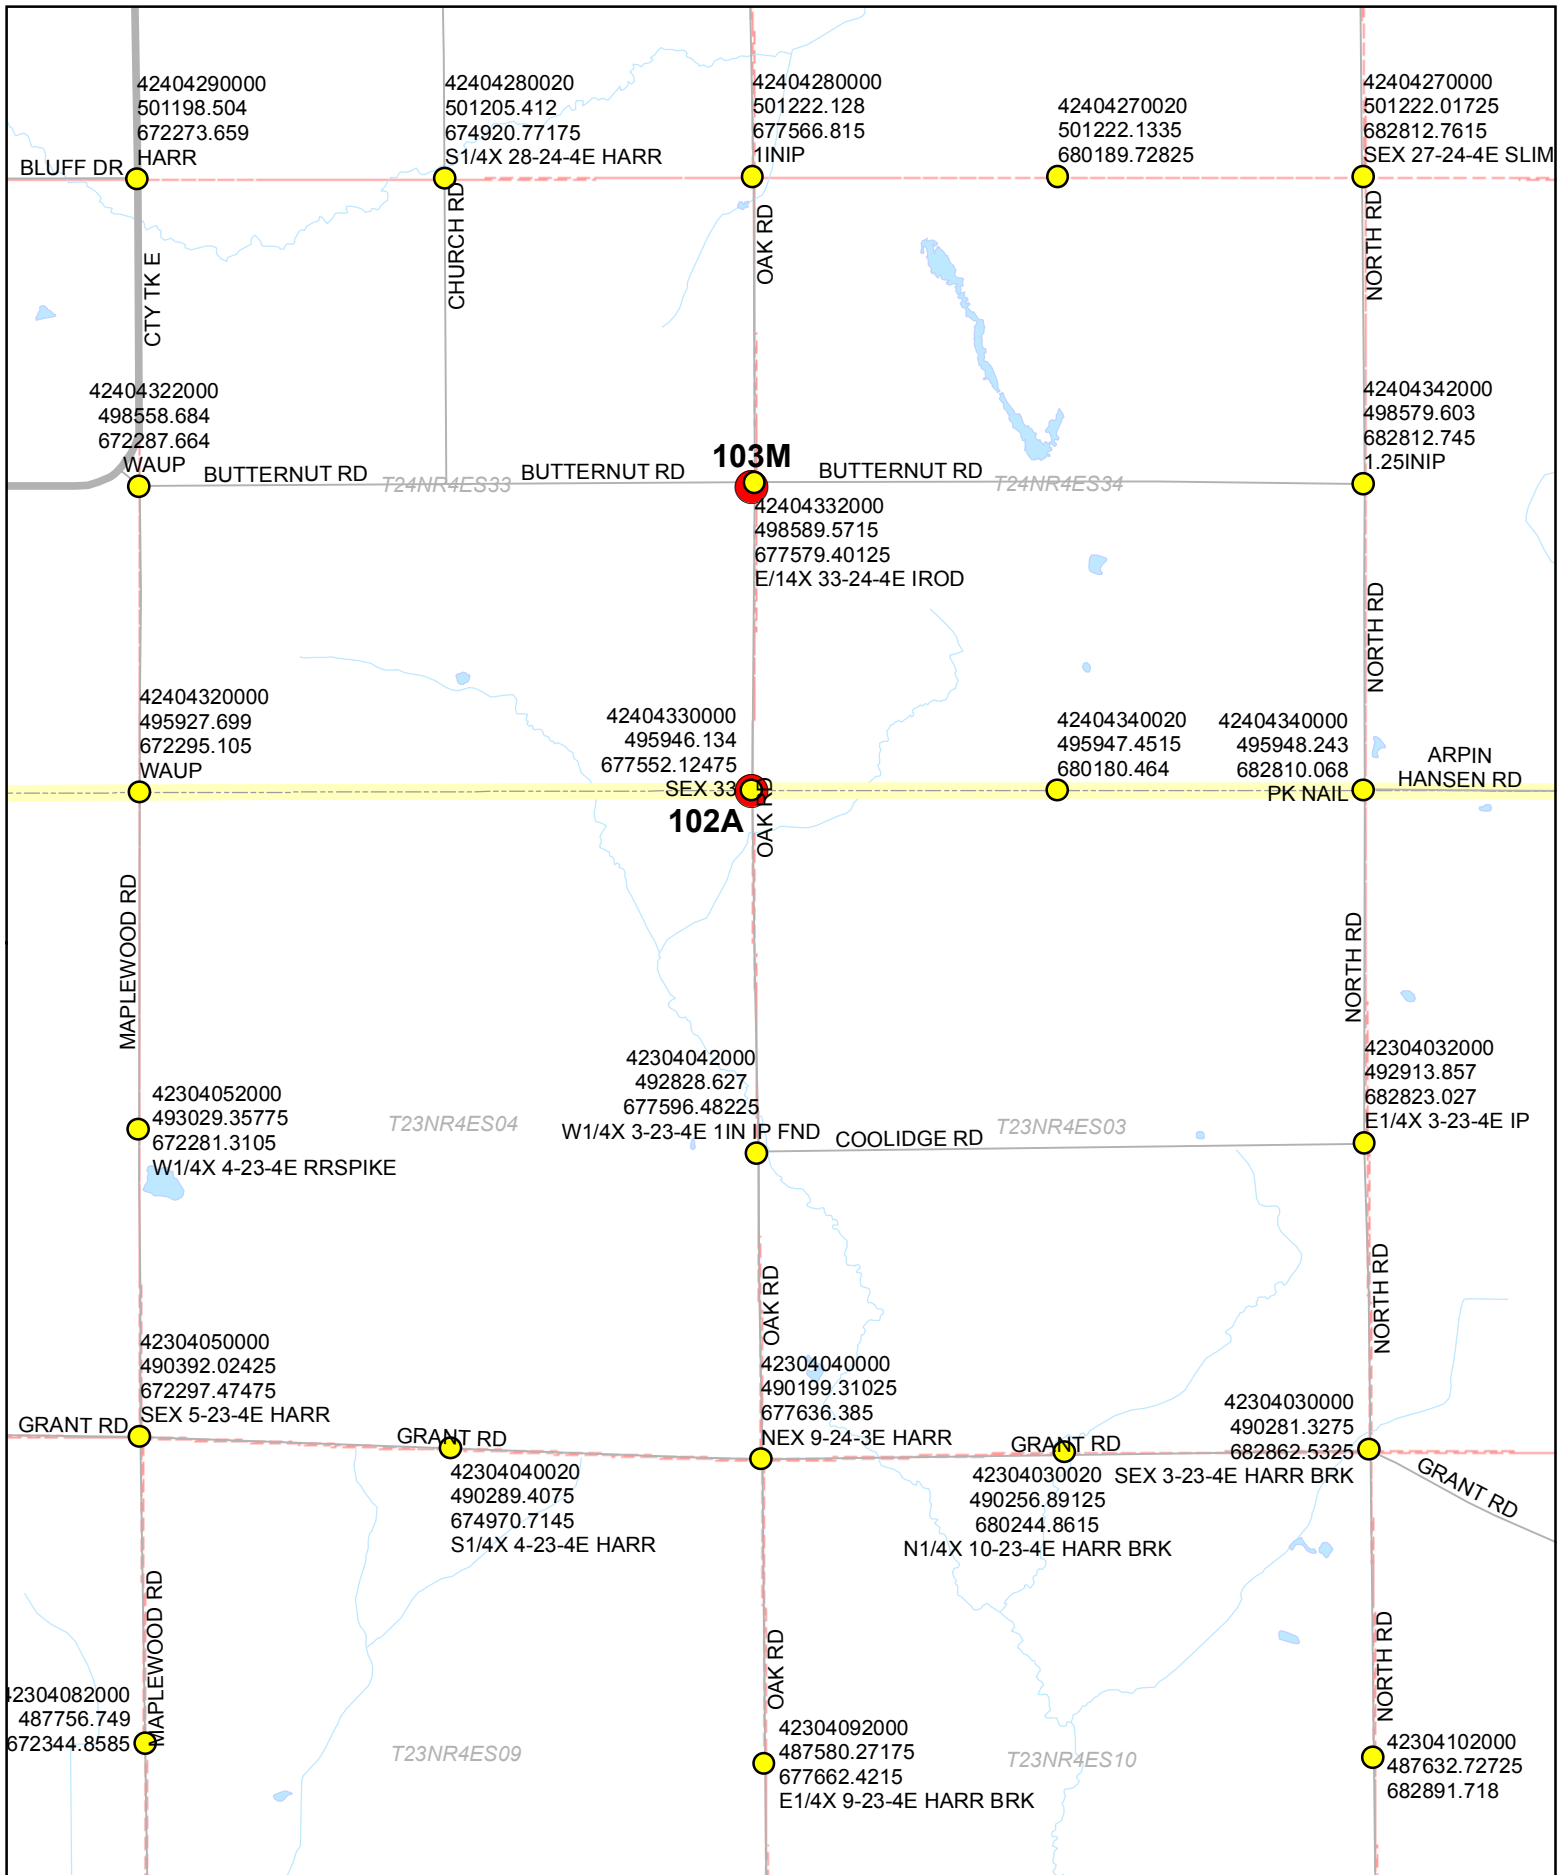 42404290000
501198.504
672273.659
HARR
42404280020
501205.412
674920.77175
S1/4X 28-24-4E HARR
42404280000
501222.128
677566.815
1INIP
42404270020
501222.1335
680189.72825
42404270000
501222.01725
682812.7615
SEX 27-24-4E SLIM
BLUFF DR
CTY TK E
CHURCH RD
OAK RD
NORTH RD
42404322000
498558.684
672287.664
WAUP
BUTTERNUT RD
T24NR4ES33
BUTTERNUT RD
103M
BUTTERNUT RD
T24NR4ES34
42404342000
498579.603
682812.745
1.25INIP
42404332000
498589.5715
677579.40125
E/14X 33-24-4E IROD
NORTH RD
42404320000
495927.699
672295.105
WAUP
42404330000
495946.134
677552.12475
SEX 33
102A
OAK RD
42404340020
495947.4515
680180.464
42404340000
495948.243
682810.068
PK NAIL
ARPIN
HANSEN RD
MAPLEWOOD RD
NORTH RD
42304052000
493029.35775
672281.3105
W1/4X 4-23-4E RRSPIKE
T23NR4ES04
42304042000
492828.627
677596.48225
W1/4X 3-23-4E 1IN IP FND
COOLIDGE RD
T23NR4ES03
42304032000
492913.857
682823.027
E1/4X 3-23-4E IP
OAK RD
NORTH RD
42304050000
490392.02425
672297.47475
SEX 5-23-4E HARR
GRANT RD
GRANT RD
42304040020
490289.4075
674970.7145
S1/4X 4-23-4E HARR
42304040000
490199.31025
677636.385
NEX 9-24-3E HARR
GRANT RD
42304030020
490256.89125
680244.8615
N1/4X 10-23-4E HARR BRK
42304030000
490281.3275
682862.5325
SEX 3-23-4E HARR BRK
GRANT RD
MAPLEWOOD RD
OAK RD
NORTH RD
2304082000
487756.749
672344.8585
T23NR4ES09
42304092000
487580.27175
677662.4215
E1/4X 9-23-4E HARR BRK
T23NR4ES10
42304102000
487632.72725
682891.718